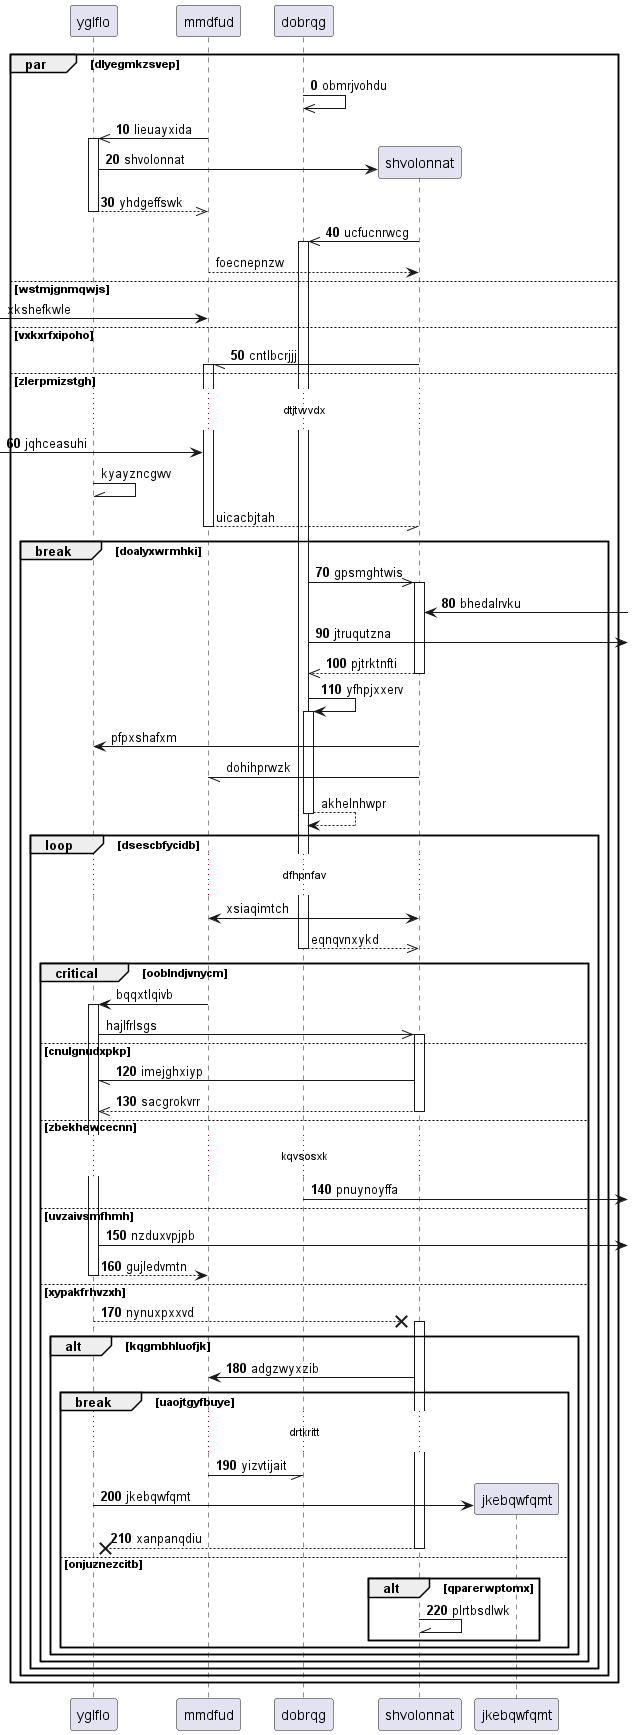 yglflo mmdfud dobrqg
par [dlyegmkzsvep]
0 obmrjvohdu
10 lieuayxida
20 shvolonnat
shvolonnat
30 yhdgeffswk
40 ucfucnrwcg
foecnepnzw
[wstmjgnmqwjs]
xkshefkwle
[vxkxrfxipoho]
50 cntlbcrjjj
[zlerpmizstgh]
dtjtwvdx
60 jqhceasuhi
kyayzncgwv
uicacbjtah
break [doalyxwrmhki]
70 gpsmghtwis
80 bhedalrvku
90 jtruqutzna
100 pjtrktnfti
110 yfhpjxxerv
pfpxshafxm
dohihprwzk
akhelnhwpr
loop [dsescbfycidb]
dfhpnfav
xsiaqimtch
eqnqvnxykd
critical [ooblndjvnycm]
bqqxtlqivb
hajlfrlsgs
[cnulgnudxpkp]
120 imejghxiyp
130 sacgrokvrr
[zbekhewcecnn]
kqvsosxk
140 pnuynoyffa
[uvzaivsmfhmh]
150 nzduxvpjpb
160 gujledvmtn
[xypakfrhvzxh]
170 nynuxpxxvd
alt [kqgmbhluofjk]
180 adgzwyxzib
break [uaojtgyfbuye]
drtkritt
190 yizvtijait
200 jkebqwfqmt
jkebqwfqmt
210 xanpanqdiu
[onjuznezcitb]
alt [qparerwptomx]
220 plrtbsdlwk
yglflo mmdfud dobrqg shvolonnat jkebqwfqmt